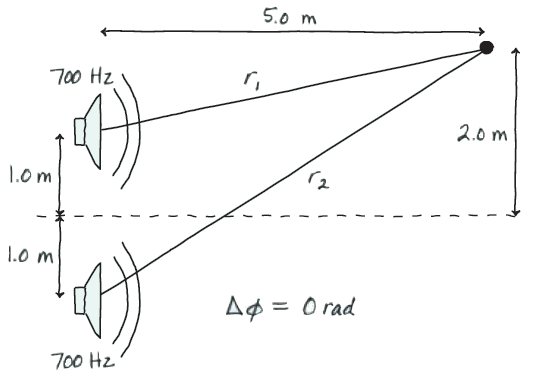 5.0 m
700 Hz
r₁
2.0 m
1.0 m
r₂
1.0 m
Δϕ = 0 rad
700 Hz